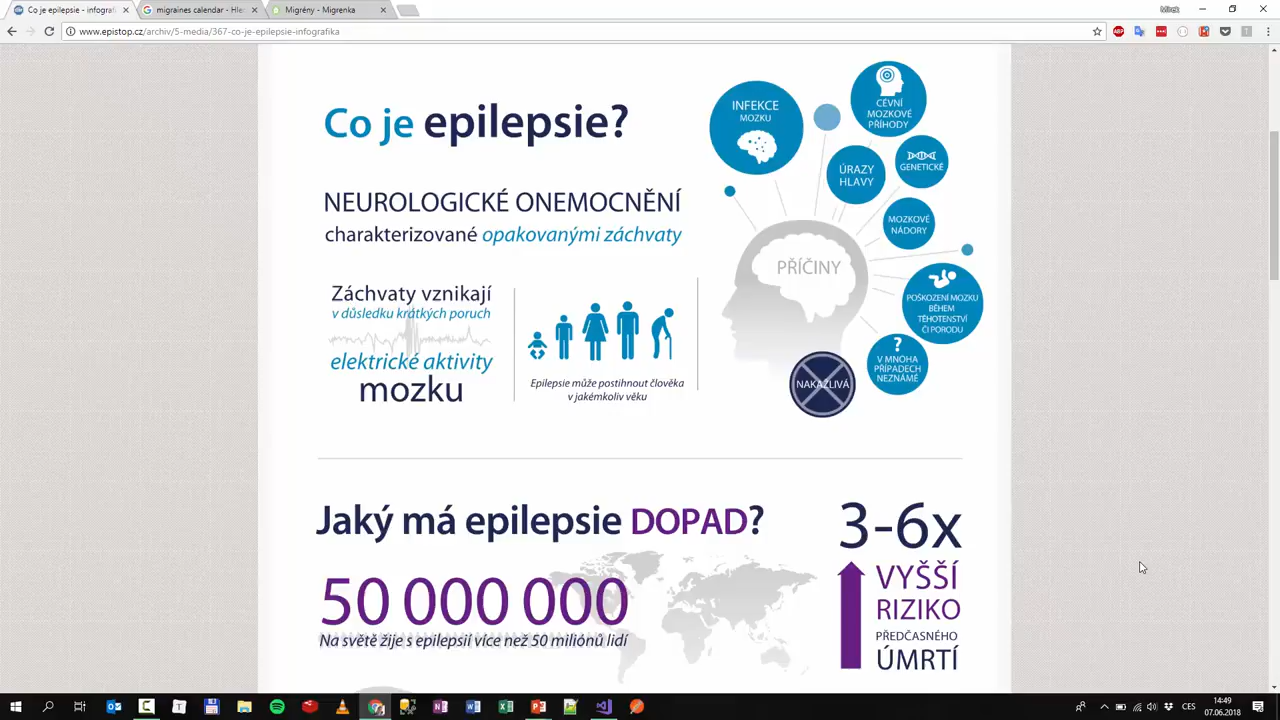 Co je epilepsie - infografi
migraines calendar - Hle
Migrény - Migrenka
Mitek
www.epistop.cz/archiv/5-media/367-co-je-epilepsie-infografika
Co je epilepsie?
NEUROLOGICKÉ ONEMOCNĚNÍ
charakterizované opakovanými záchvaty
Záchvaty vznikají
v důsledku krátkých poruch
elektrické aktivity
mozku
Epilepsie může postihnout člověka
v jakémkoliv věku
INFEKCE
MOZKU
CÉVNÍ
MOZKOVÉ
PŘÍHODY
ÚRAZY
HLAVY
GENETICKÉ
MOZKOVÉ
NÁDORY
PŘÍČINY
POŠKOZENÍ MOZKU
BĚHEM
TĚHOTENSTVÍ
ČI PORODU
?
V MNOHA
PŘÍPADECH
NEZNÁMÉ
NAKAŽLIVÁ
Jaký má epilepsie DOPAD?
50 000 000
Na světě žije s epilepsií více než 50 miliónů lidí
3-6x
VYŠŠÍ
RIZIKO
PŘEDČASNÉHO
ÚMRTÍ
CES
14:49
07.06.2018